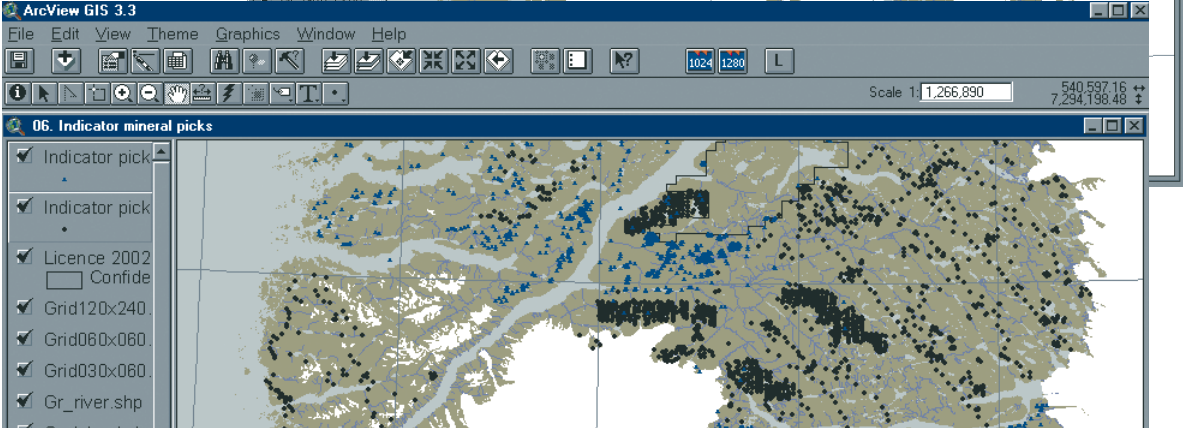 ArcView GIS 3.3
File Edit View Theme Graphics Window Help
1024 1280 L
T
Scale 1: 1,266,890
540,597.16
7,294,198.48
06. Indicator mineral picks
Indicator pick
Indicator pick
Licence 2002
Confide
Grid120x240.
Grid060x060.
Grid030x060.
Gr_river.shp